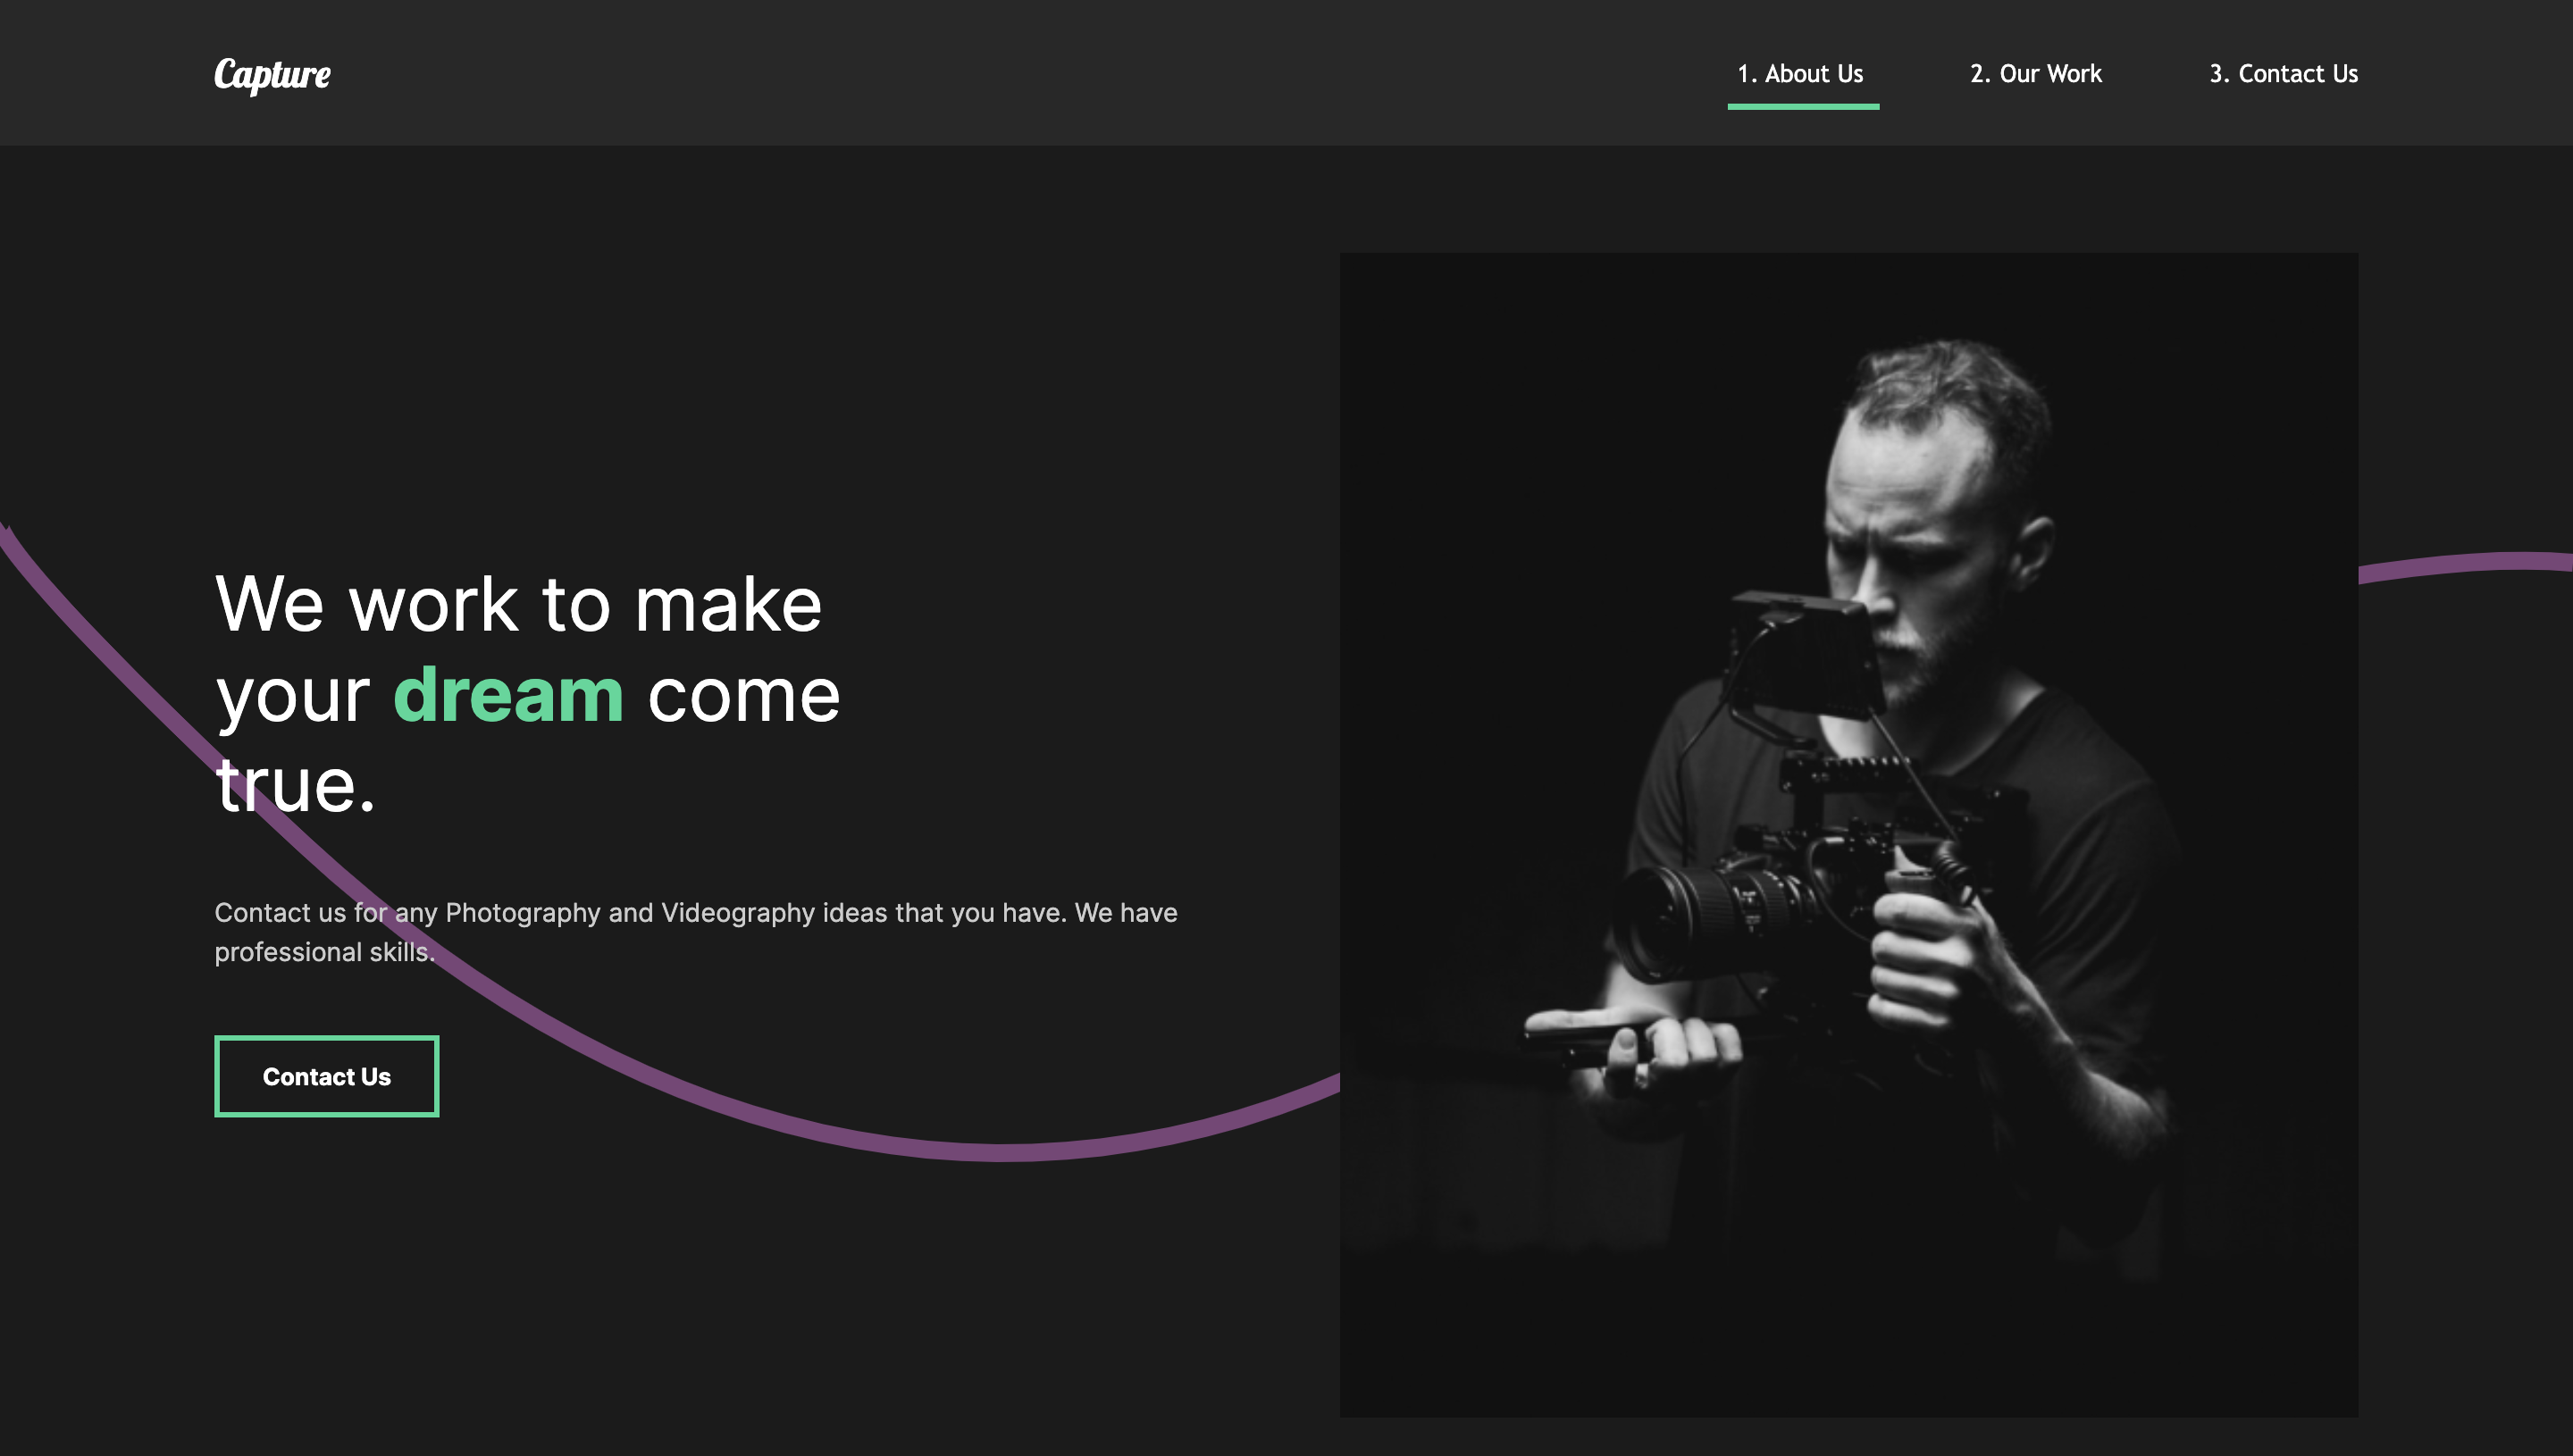 Capture
1. About Us
2. Our Work
3. Contact Us
We work to make
your dream come
true.
Contact us for any Photography and Videography ideas that you have. We have
professional skills.
Contact Us